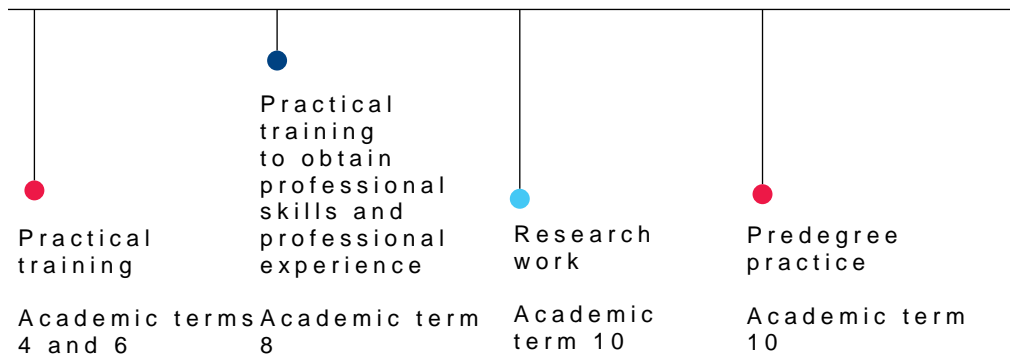 Practical
training
Academic terms
4 and 6
Practical
training
to obtain
professional
skills and
professional
experience
Academic term
8
Research
work
Academic
term 10
Predegree
practice
Academic term
10